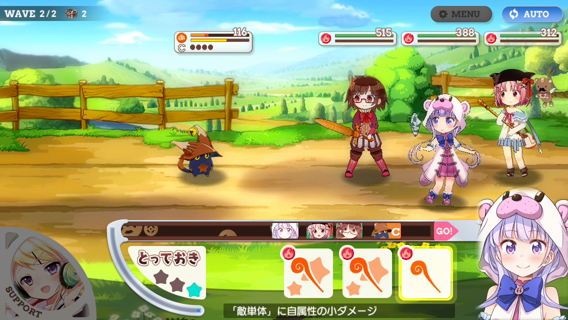 WAVE 2/2 2
MENU
AUTO
116
C
515
388
312
C
GO!
とっておき
SUPPORT
「敵単体」に自属性の小ダメージ